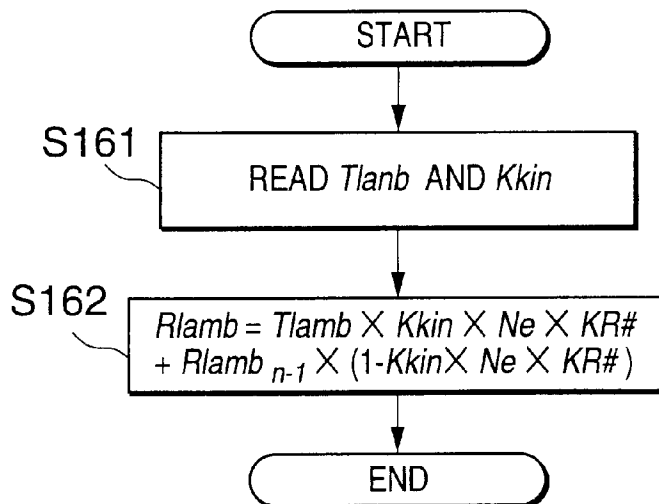 START
S161
READ Tlanb AND Kkin
S162
Rlamb = Tlamb × Kkin × Ne × KR#
+ Rlamb n-1 × (1-Kkin× Ne × KR#)
END